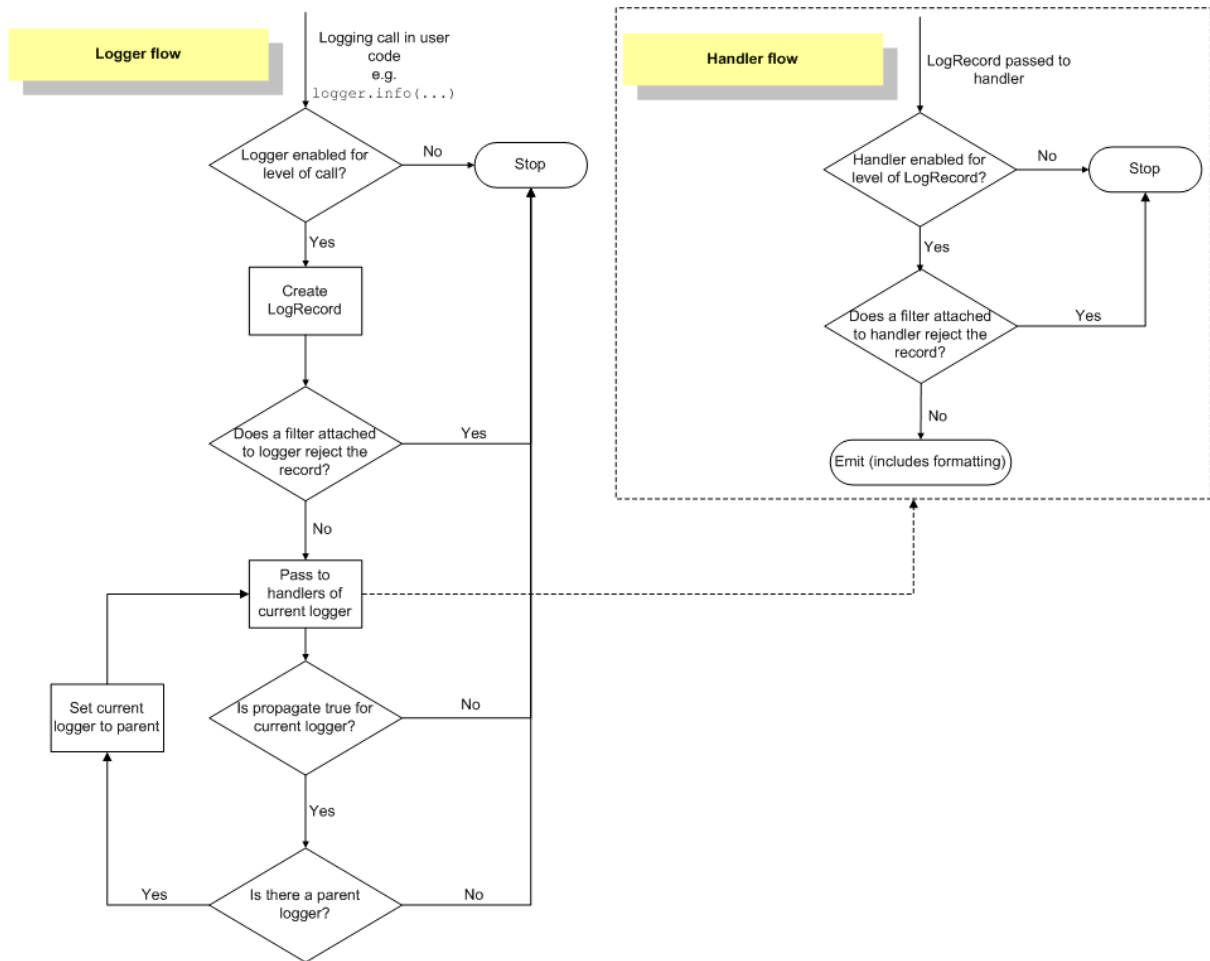 Logger flow
Logging call in user
code
e.g.
logger.info(...)
Logger enabled for
level of call?
No
Stop
Yes
Create
LogRecord
Does a filter attached
to logger reject the
record?
Yes
No
Pass to
handlers of
current logger
Set current
logger to parent
Is propagate true for
current logger?
No
Yes
Is there a parent
logger?
Yes
No
Handler flow
LogRecord passed to
handler
Handler enabled for
level of LogRecord?
No
Stop
Yes
Does a filter attached
to handler reject the
record?
Yes
No
Emit (includes formatting)